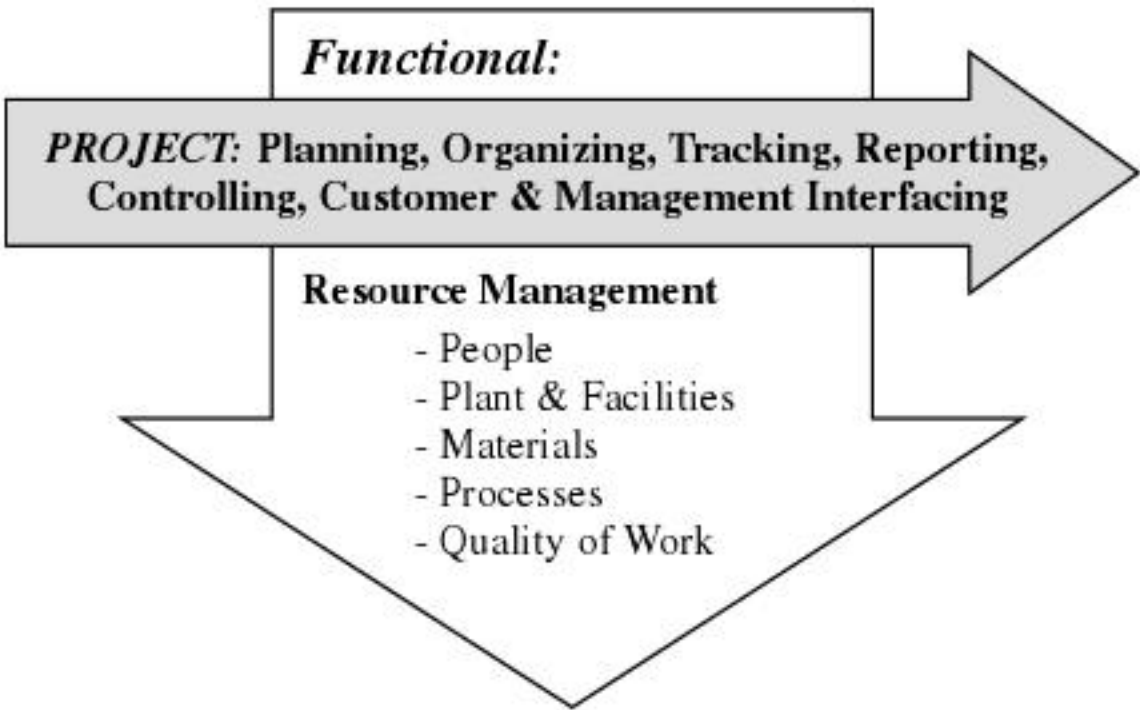 Functional:
PROJECT: Planning, Organizing, Tracking, Reporting,
Controlling, Customer & Management Interfacing
Resource Management
- People
- Plant & Facilities
- Materials
- Processes
- Quality of Work